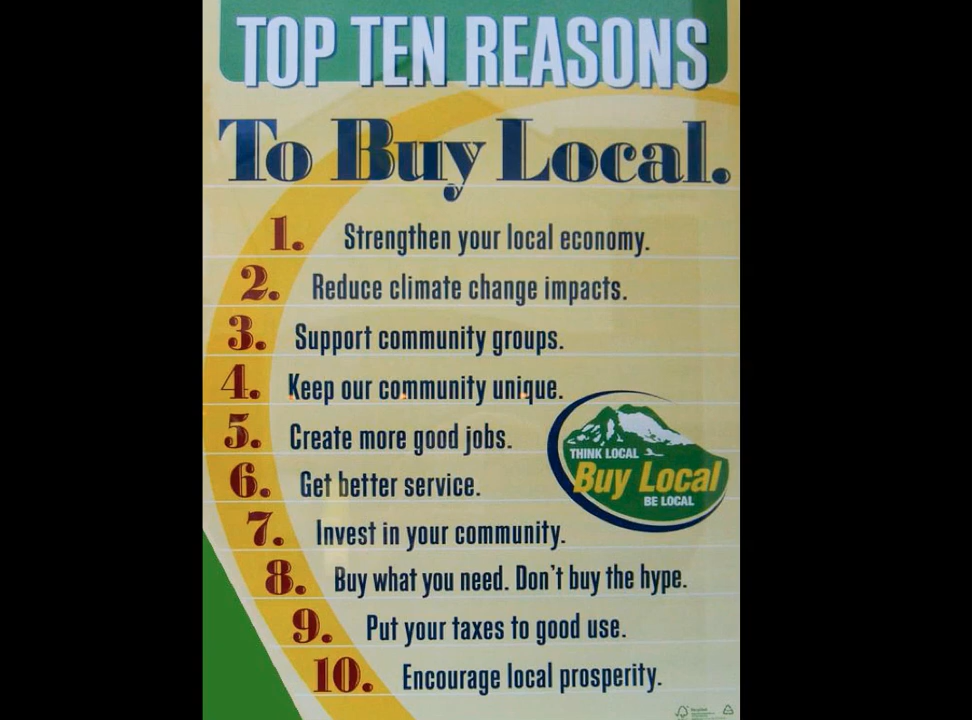 TOP TEN REASONS
To Buy Local.
1. Strengthen your local economy.
2. Reduce climate change impacts.
3. Support community groups.
4. Keep our community unique.
5. Create more good jobs.
6. Get better service.
7. Invest in your community.
8. Buy what you need. Don't buy the hype.
9. Put your taxes to good use.
10. Encourage local prosperity.
THINK LOCAL
Buy Local
BE LOCAL